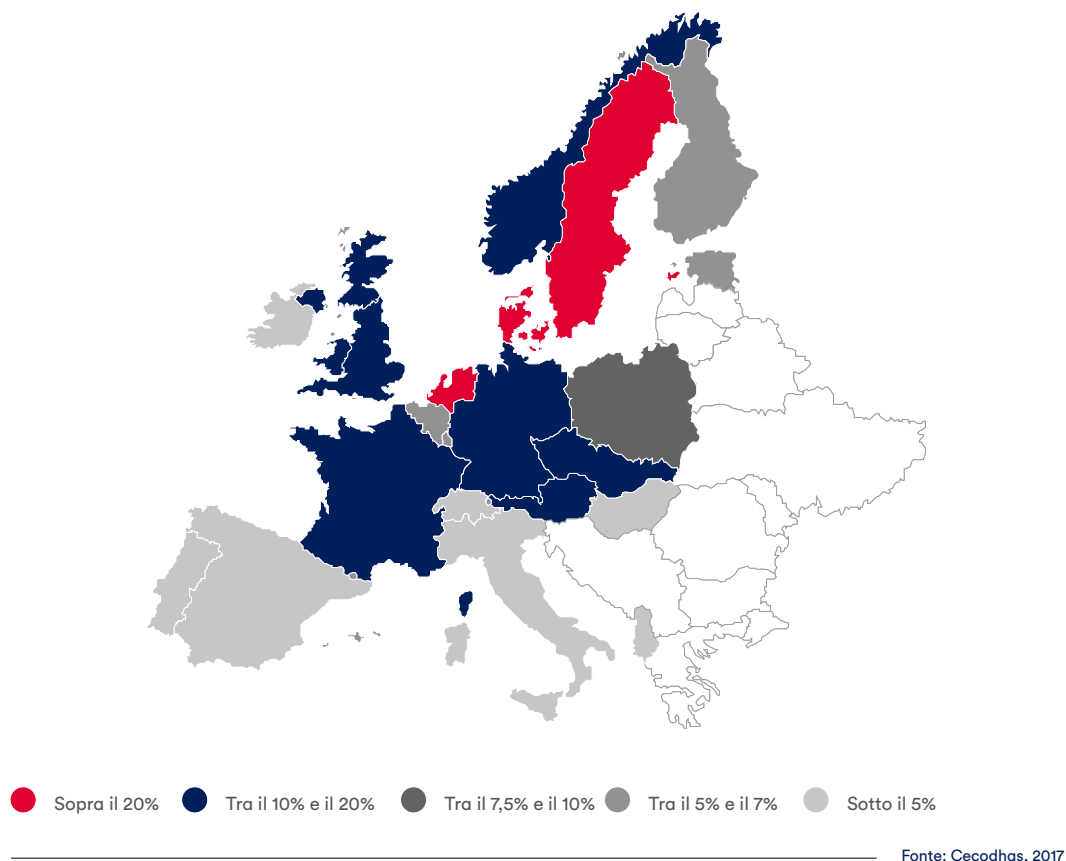 Sopra il 20%
Tra il 10% e il 20%
Tra il 7,5% e il 10%
Tra il 5% e il 7%
Sotto il 5%
Fonte: Cecodhas, 2017